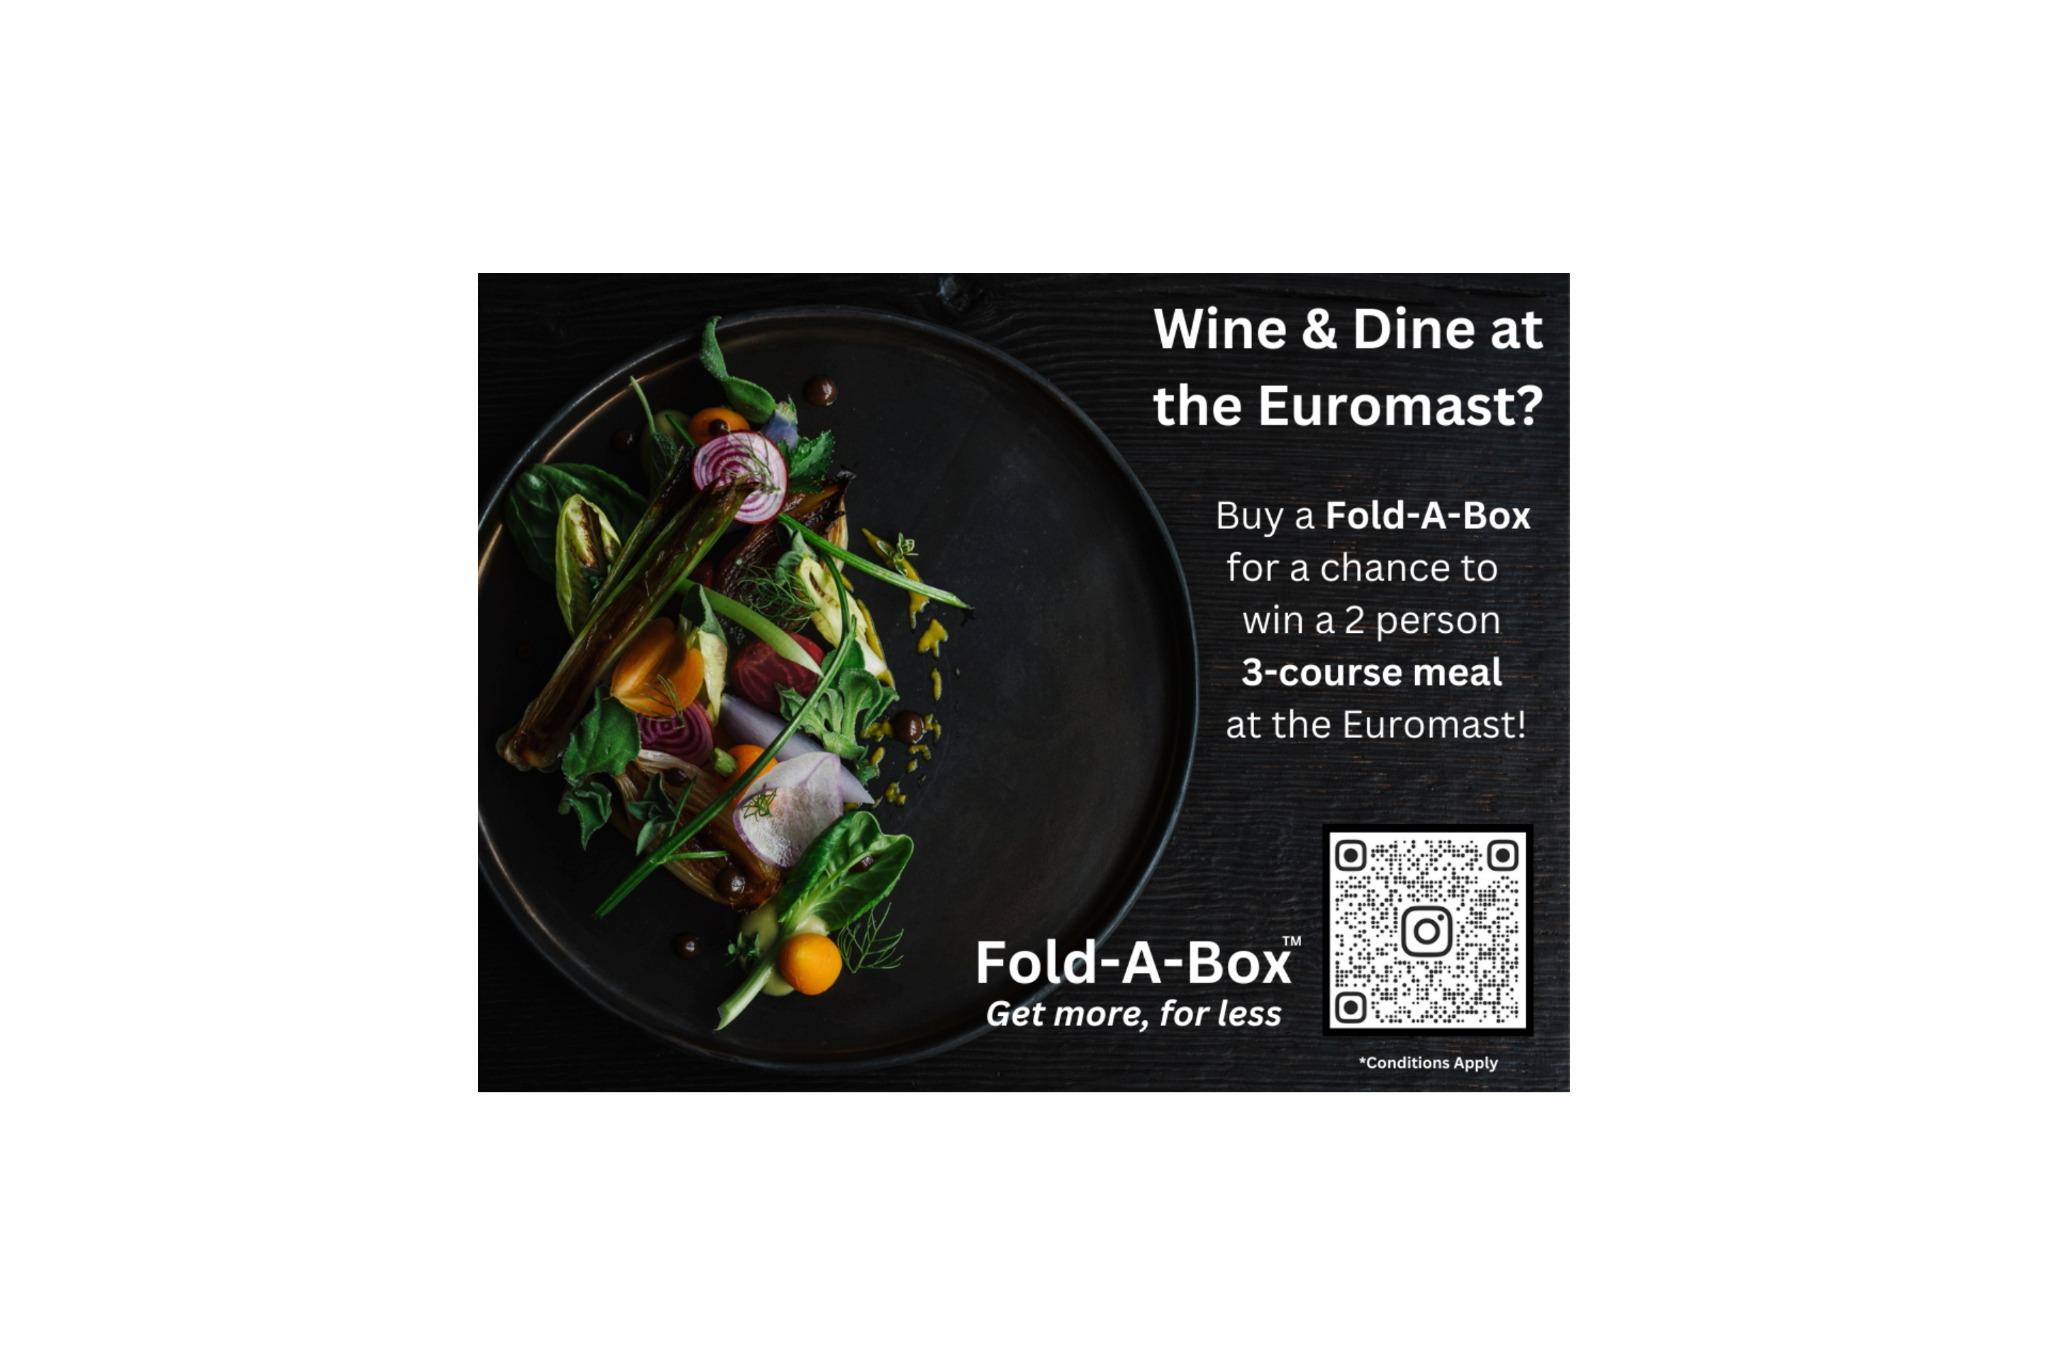 Wine & Dine at
the Euromast?
Buy a Fold-A-Box
for a chance to
win a 2 person
3-course meal
at the Euromast!
Fold-A-Box™
Get more, for less
*Conditions Apply